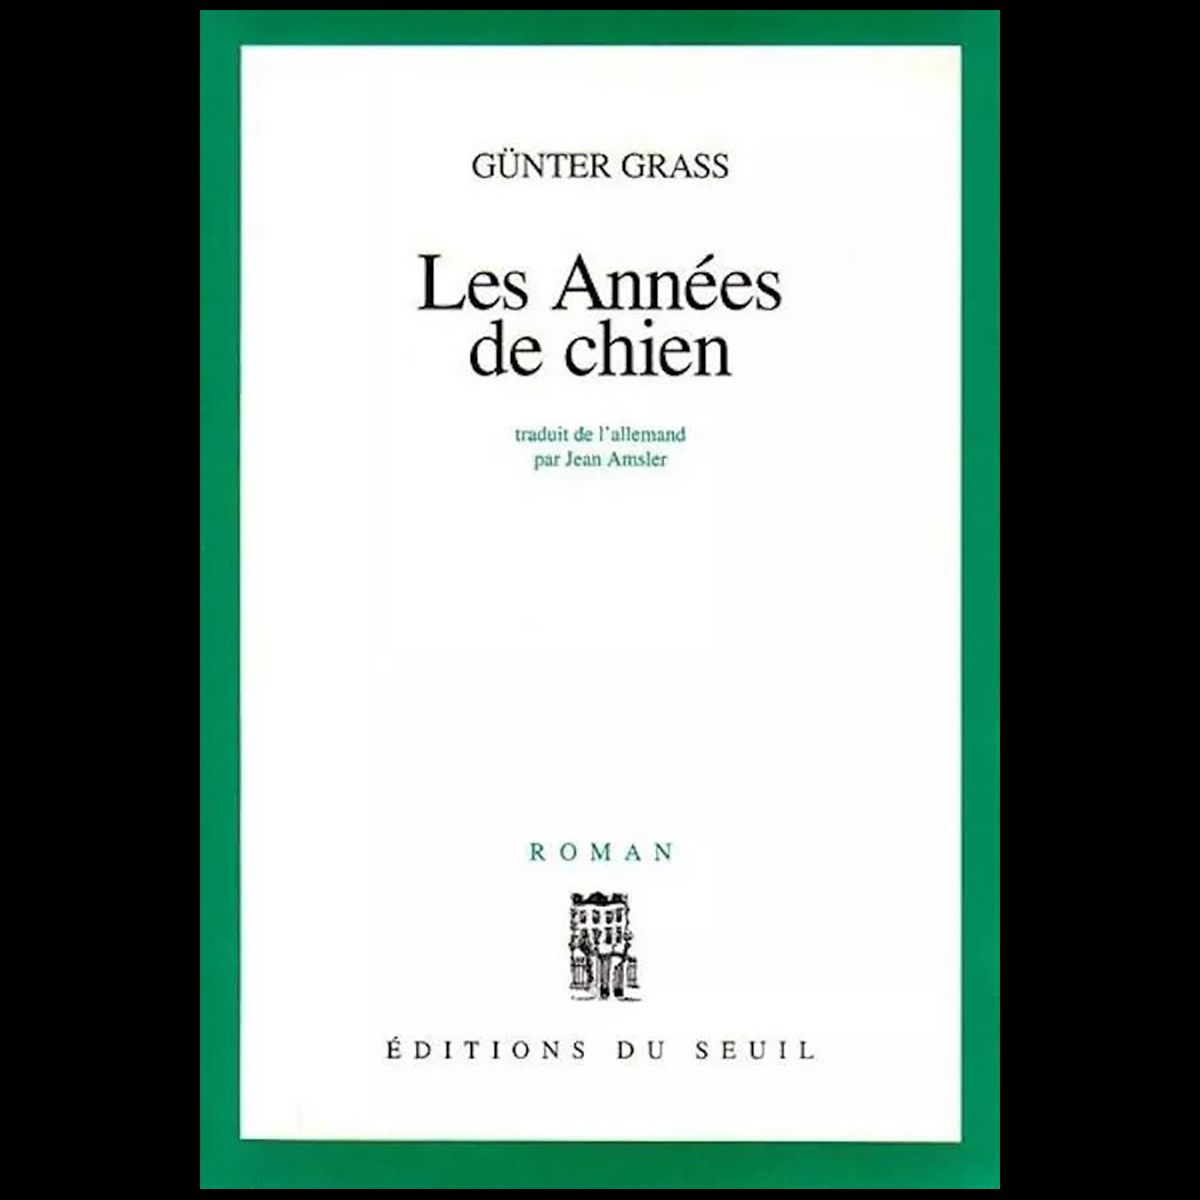 GÜNTER GRASS
Les Années
de chien
traduit de l'allemand
par Jean Amsler
ROMAN
ÉDITIONS DU SEUIL